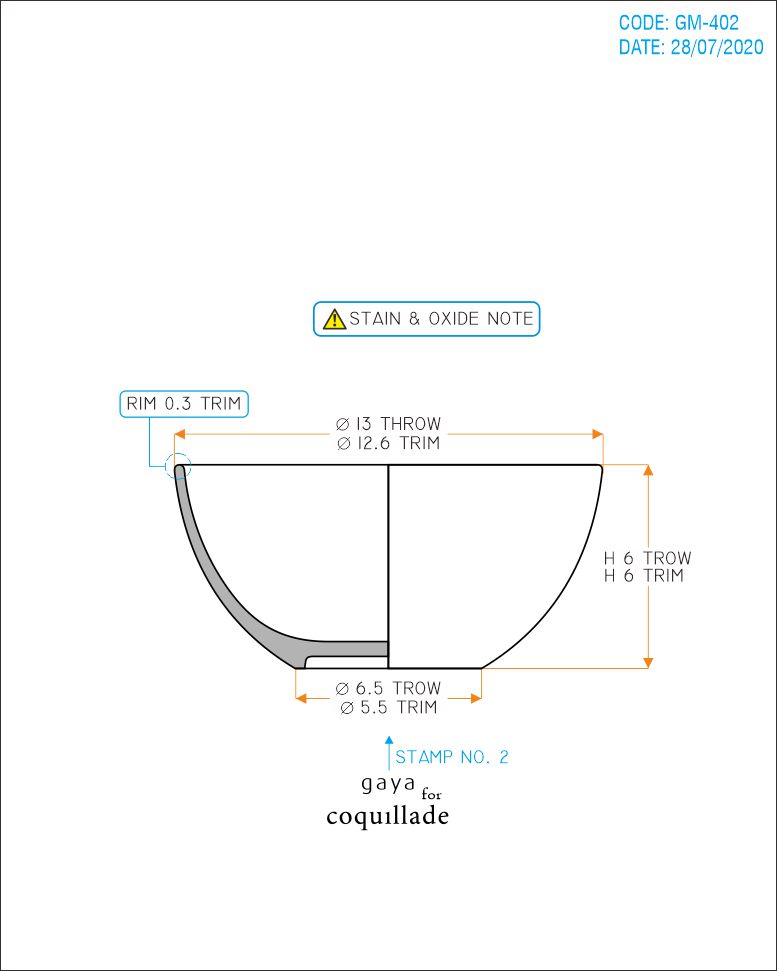 CODE: GM-402
DATE: 28/07/2020
STAIN & OXIDE NOTE
RIM 0.3 TRIM
Ø 13 THROW
Ø 12.6 TRIM
H 6 TROW
H 6 TRIM
Ø 6.5 TROW
Ø 5.5 TRIM
STAMP NO. 2
gaya for
coquıllade